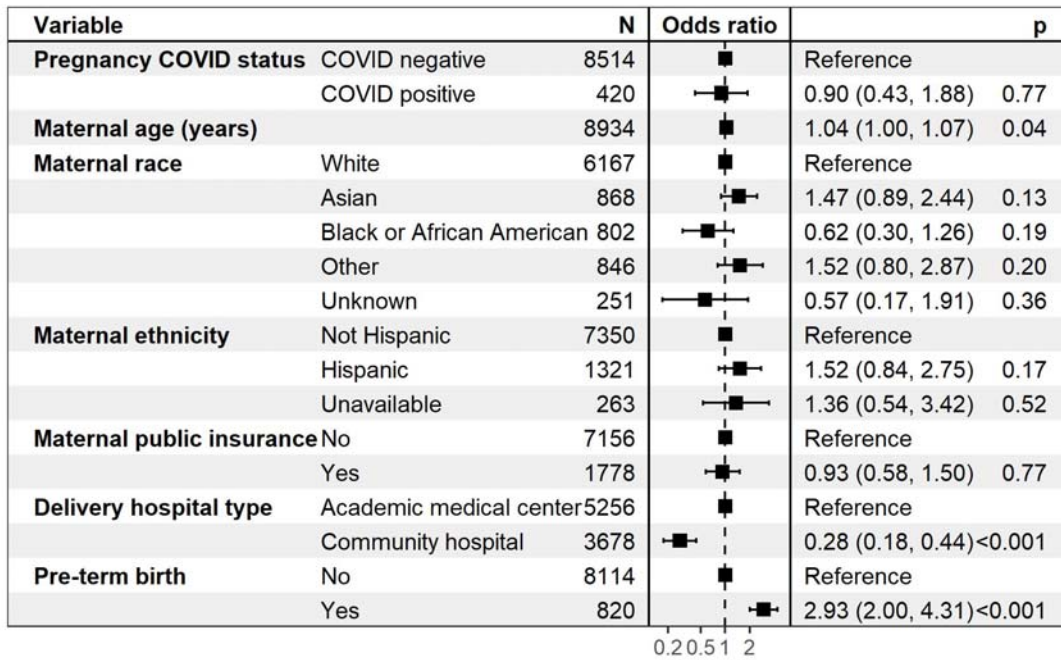 Variable N Odds ratio p
Pregnancy COVID status COVID negative 8514 Reference
COVID positive 420 0.90 (0.43, 1.88) 0.77
Maternal age (years) 8934 1.04 (1.00, 1.07) 0.04
Maternal race White 6167 Reference
Asian 868 1.47 (0.89, 2.44) 0.13
Black or African American 802 0.62 (0.30, 1.26) 0.19
Other 846 1.52 (0.80, 2.87) 0.20
Unknown 251 0.57 (0.17, 1.91) 0.36
Maternal ethnicity Not Hispanic 7350 Reference
Hispanic 1321 1.52 (0.84, 2.75) 0.17
Unavailable 263 1.36 (0.54, 3.42) 0.52
Maternal public insurance No 7156 Reference
Yes 1778 0.93 (0.58, 1.50) 0.77
Delivery hospital type Academic medical center 5256 Reference
Community hospital 3678 0.28 (0.18, 0.44) <0.001
Pre-term birth No 8114 Reference
Yes 820 2.93 (2.00, 4.31) <0.001
0.2 0.5 1 2